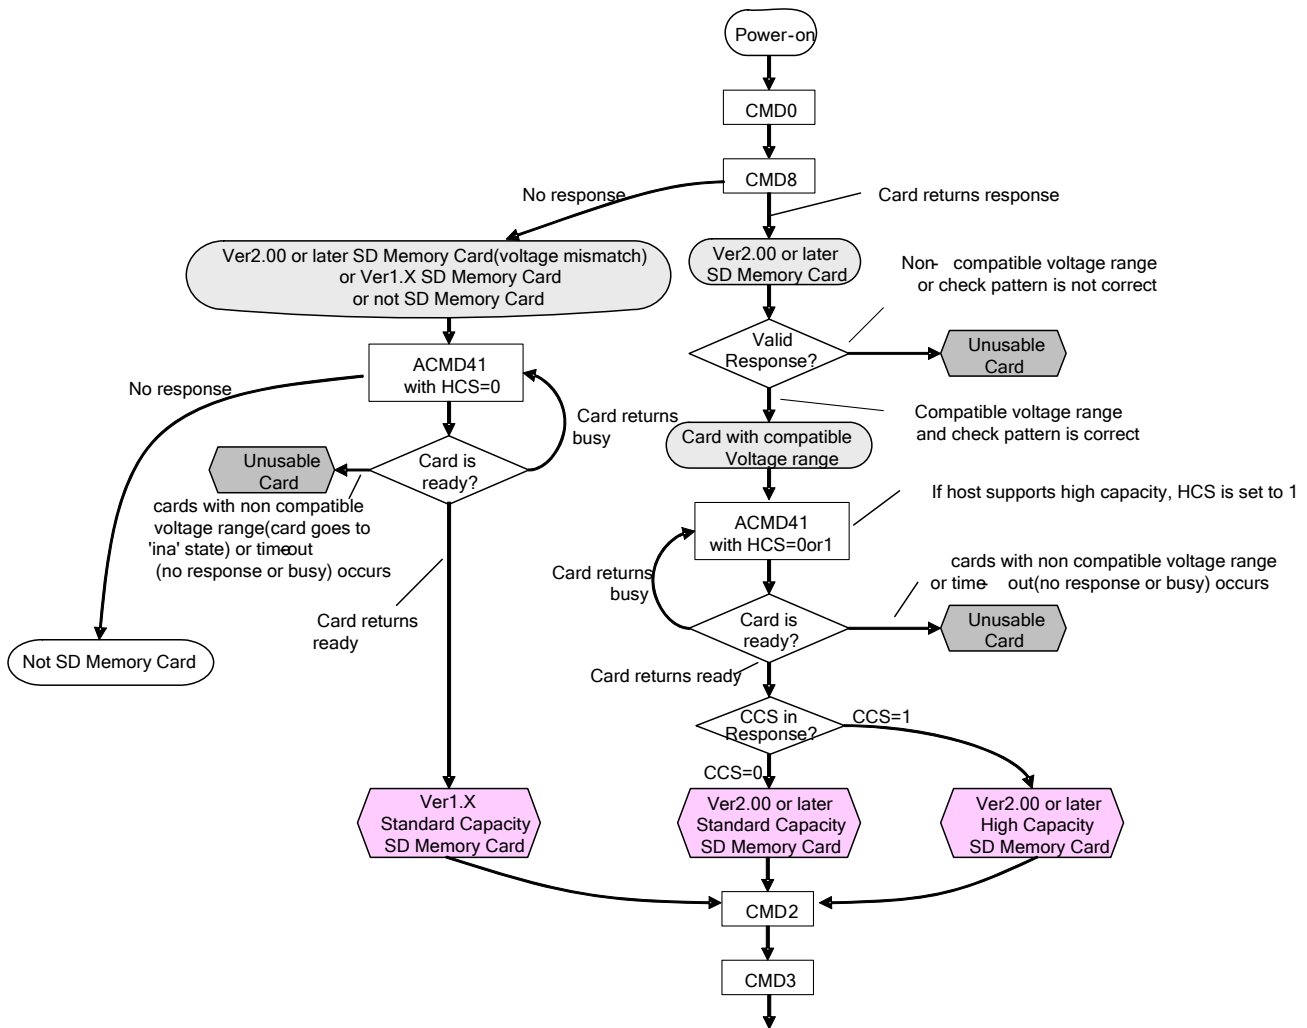 Power-on
CMD0
CMD8
No response
Card returns response
Ver2.00 or later SD Memory Card(voltage mismatch)
or Ver1.X SD Memory Card
or not SD Memory Card
Ver2.00 or later
SD Memory Card
Non- compatible voltage range
or check pattern is not correct
Valid
Response?
Unusable
Card
ACMD41
with HCS=0
No response
Card returns
busy
Compatible voltage range
and check pattern is correct
Card with compatible
Voltage range
Unusable
Card
Card is
ready?
cards with non compatible
voltage range(card goes to
'ina' state) or time-out
(no response or busy) occurs
If host supports high capacity, HCS is set to 1
ACMD41
with HCS=0or1
Card returns
busy
cards with non compatible voltage range
or time- out(no response or busy) occurs
Card returns
ready
Card is
ready?
Unusable
Card
Not SD Memory Card
Card returns ready
CCS in
Response?
CCS=1
CCS=0
Ver1.X
Standard Capacity
SD Memory Card
Ver2.00 or later
Standard Capacity
SD Memory Card
Ver2.00 or later
High Capacity
SD Memory Card
CMD2
CMD3